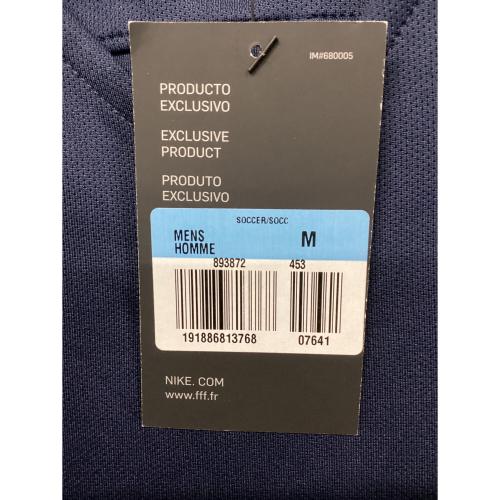 IM#680005
PRODUCTO
EXCLUSIVO
EXCLUSIVE
PRODUCT
PRODUTO
EXCLUSIVO
SOCCER/SOCC
MENS
HOMME
M
893872
453
191886813768
07641
NIKE. COM
www.fff.fr